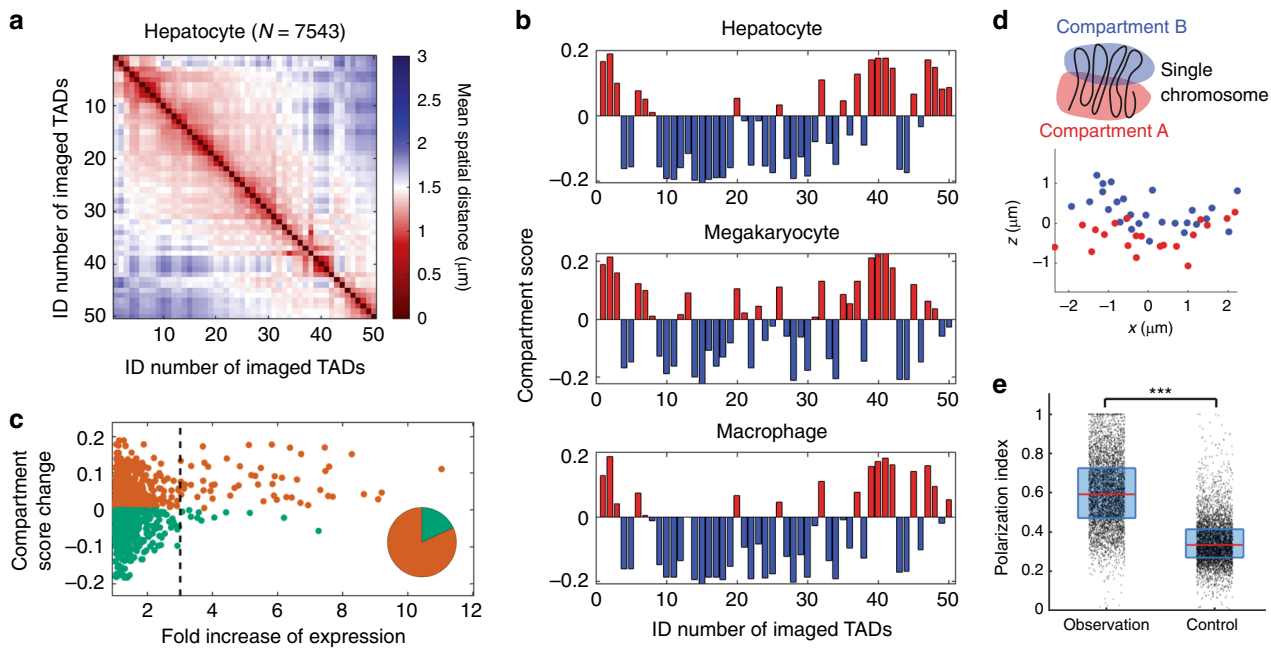 a
Hepatocyte (N = 7543)
ID number of imaged TADs
10
20
30
40
50
10 20 30 40 50
ID number of imaged TADs
3
2.5
2
1.5
1
0.5
0
Mean spatial distance (μm)
b
Compartment score
Hepatocyte
0.2
0
−0.2
0 10 20 30 40 50
Megakaryocyte
0.2
0
−0.2
0 10 20 30 40 50
Macrophage
0.2
0
−0.2
0 10 20 30 40 50
ID number of imaged TADs
c
Compartment
score change
0.2
0.1
0
−0.1
−0.2
2 4 6 8 10 12
Fold increase of expression
d
Compartment B
Single
chromosome
Compartment A
z (μm)
1
0
−1
−2 −1 0 1 2
x (μm)
e
***
Polarization index
1
0.8
0.6
0.4
0.2
0
Observation Control